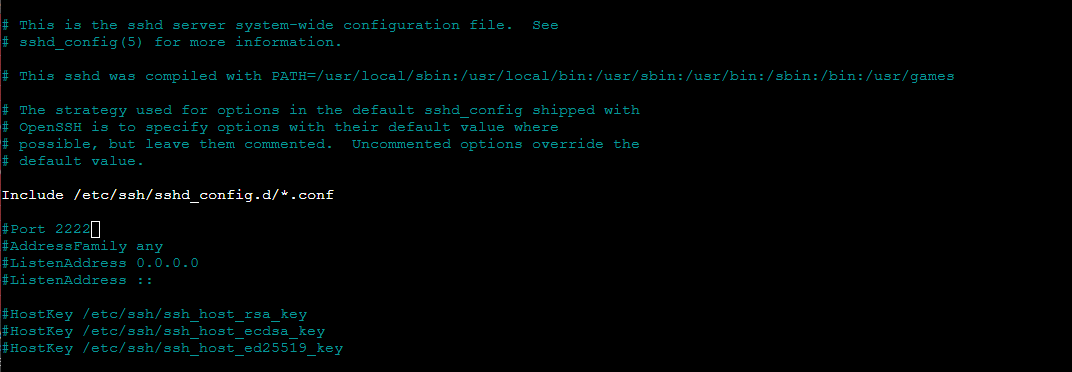 # This is the sshd server system-wide configuration file.  See
# sshd_config(5) for more information.
# This sshd was compiled with PATH=/usr/local/sbin:/usr/local/bin:/usr/sbin:/usr/bin:/sbin:/bin:/usr/games
# The strategy used for options in the default sshd_config shipped with
# OpenSSH is to specify options with their default value where
# possible, but leave them commented.  Uncommented options override the
# default value.
Include /etc/ssh/sshd_config.d/*.conf
#Port 2222
#AddressFamily any
#ListenAddress 0.0.0.0
#ListenAddress ::
#HostKey /etc/ssh/ssh_host_rsa_key
#HostKey /etc/ssh/ssh_host_ecdsa_key
#HostKey /etc/ssh/ssh_host_ed25519_key